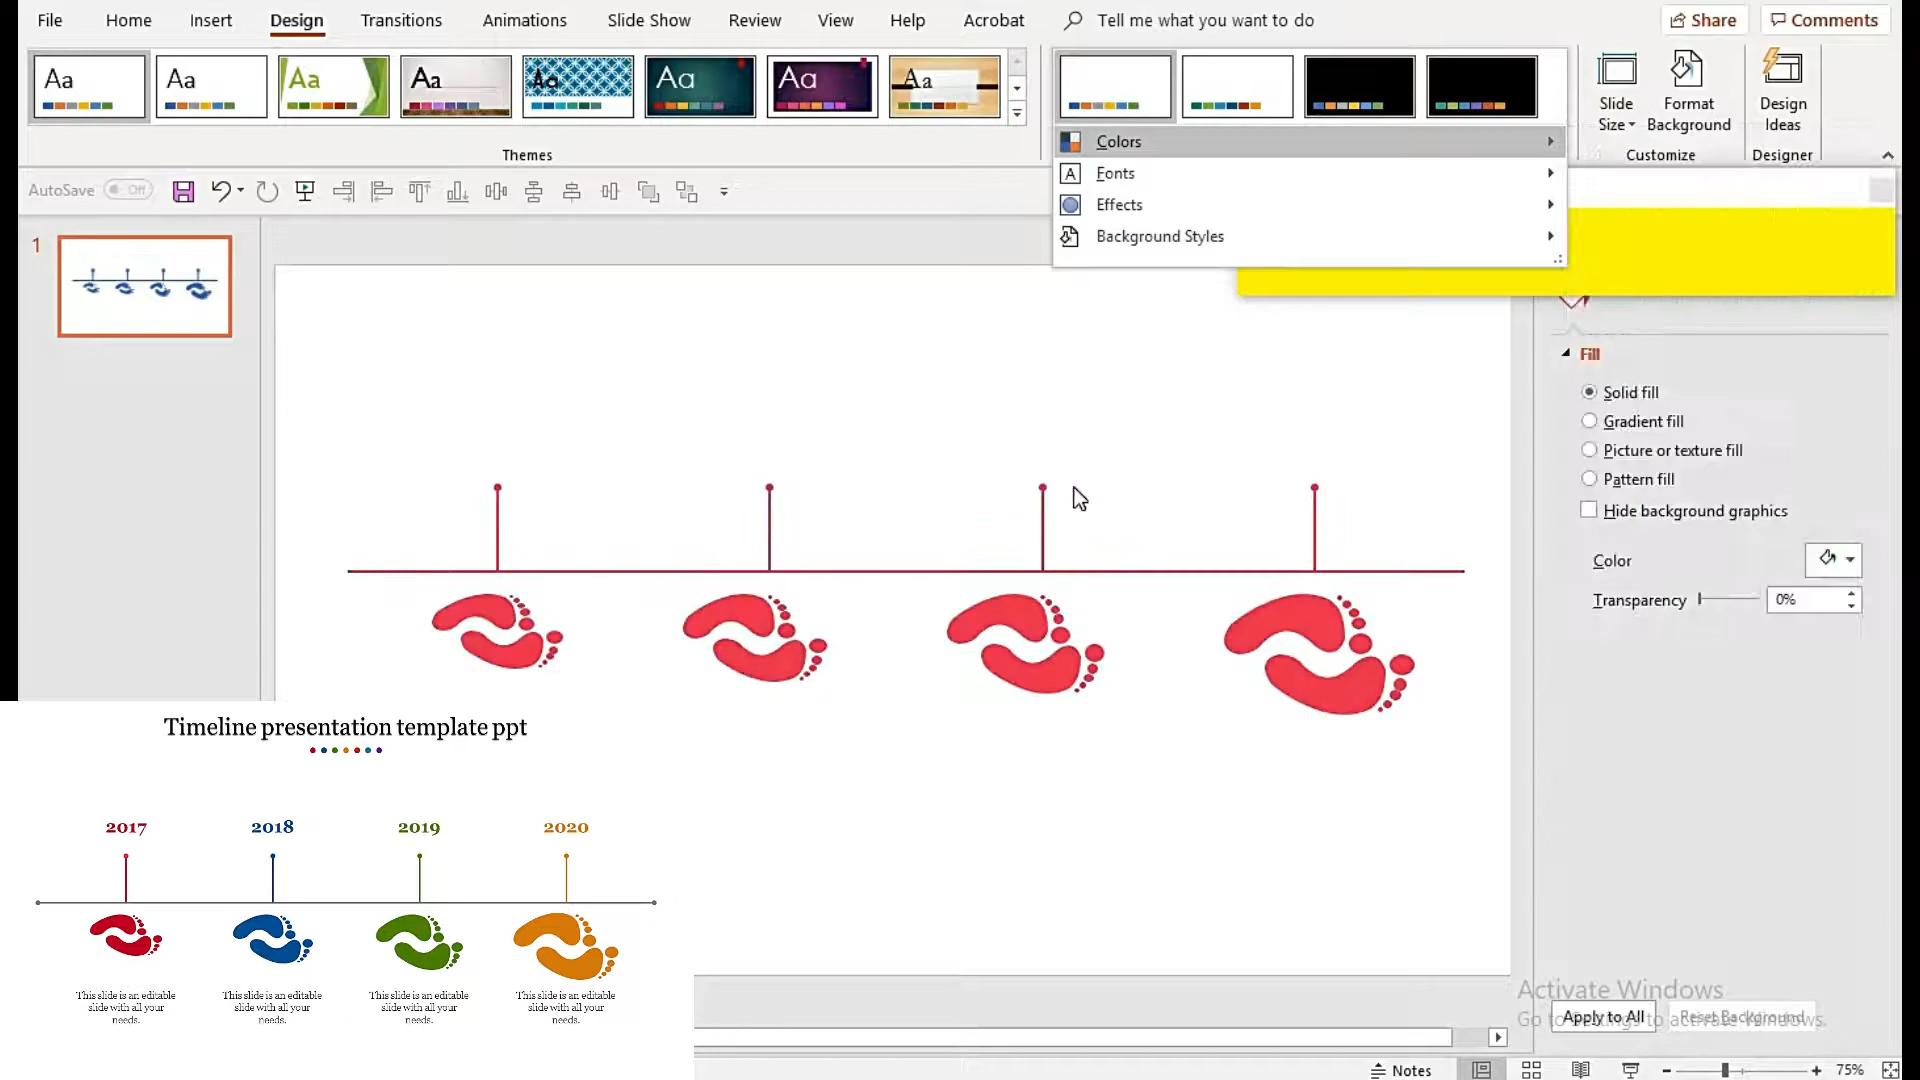 File Home Insert Design Transitions Animations Slide Show Review View Help Acrobat Tell me what you want to do Share Comments
Aa Aa Aa Aa Aa Aa Aa Aa
Slide Size Format Background Design Ideas
Themes Customize Designer
Colors
Fonts
Effects
Background Styles
AutoSave Off
1
Fill
Solid fill
Gradient fill
Picture or texture fill
Pattern fill
Hide background graphics
Color
Transparency 0%
Timeline presentation template ppt
2017 2018 2019 2020
This slide is an editable slide with all your needs.
This slide is an editable slide with all your needs.
This slide is an editable slide with all your needs.
This slide is an editable slide with all your needs.
Activate Windows
Go to Settings to activate Windows.
Apply to All Reset Background
Notes 75%